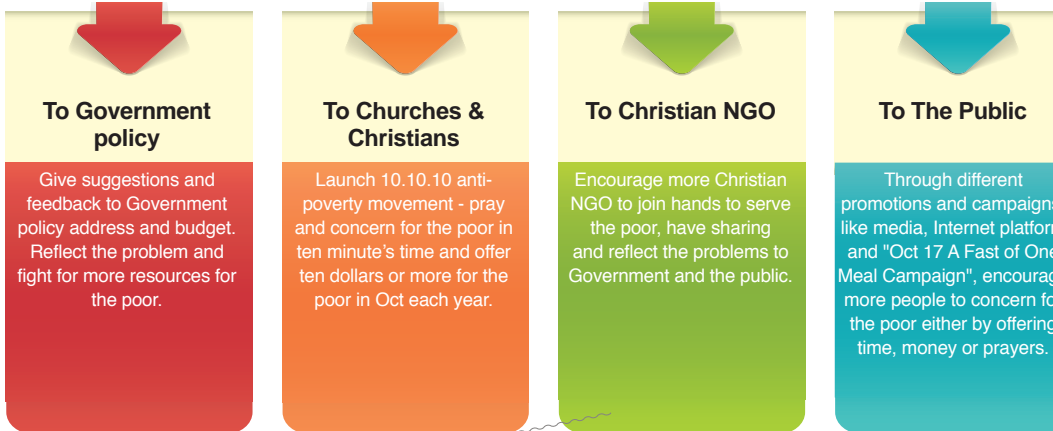 To Government
policy
Give suggestions and
feedback to Government
policy address and budget.
Reflect the problem and
fight for more resources for
the poor.
To Churches &
Christians
Launch 10.10.10 anti-
poverty movement - pray
and concern for the poor in
ten minute's time and offer
ten dollars or more for the
poor in Oct each year.
To Christian NGO
Encourage more Christian
NGO to join hands to serve
the poor, have sharing
and reflect the problems to
Government and the public.
To The Public
Through different
promotions and campaigns
like media, Internet platform
and "Oct 17 A Fast of One
Meal Campaign", encourag
more people to concern fo
the poor either by offering
time, money or prayers.